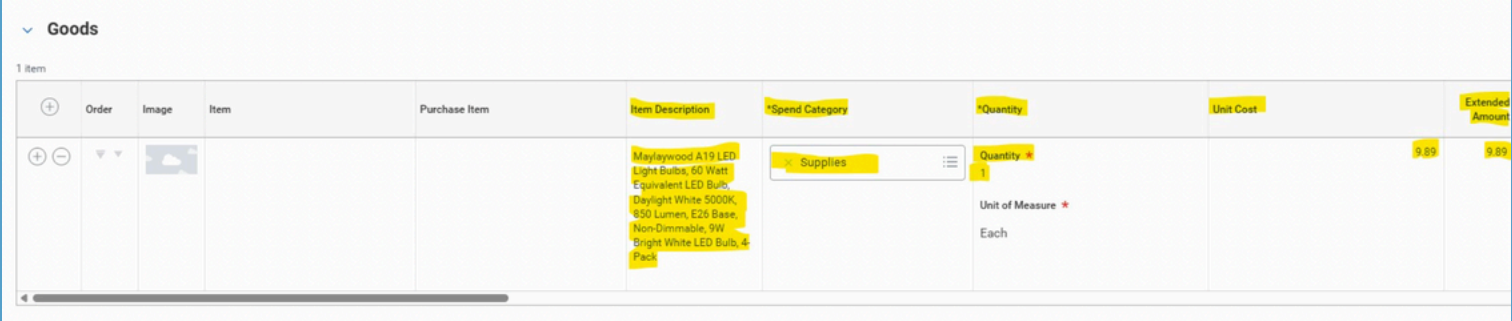 Goods
1 item
Order
Image
Item
Purchase Item
Item Description
*Spend Category
*Quantity
Unit Cost
Extended
Amount
Maylaywood A19 LED
Light Bulbs, 60 Watt
Equivalent LED Bulb,
Daylight White 5000K,
850 Lumen, E26 Base,
Non-Dimmable, 9W
Bright White LED Bulb, 4-
Pack
× Supplies
Quantity *
1
Unit of Measure *
Each
9.89
9.89